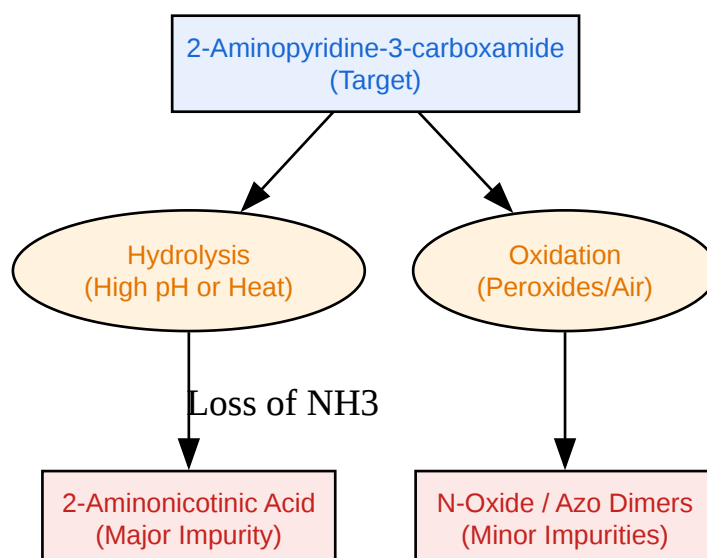 2-Aminopyridine-3-carboxamide
(Target)
Hydrolysis
(High pH or Heat)
Oxidation
(Peroxides/Air)
Loss of NH3
2-Aminonicotinic Acid
(Major Impurity)
N-Oxide / Azo Dimers
(Minor Impurities)